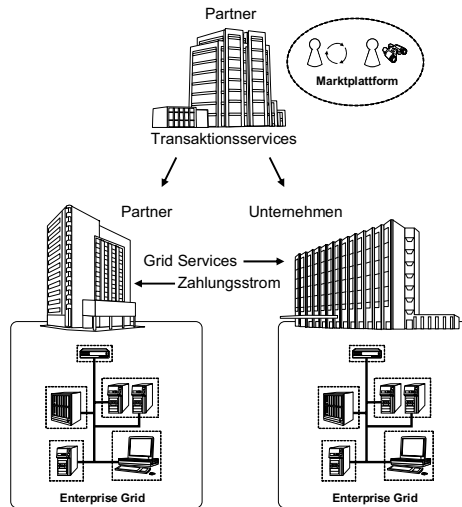 Partner
Marktplattform
Transaktionsservices
Partner
Unternehmen
Grid Services
Zahlungsstrom
Enterprise Grid
Enterprise Grid